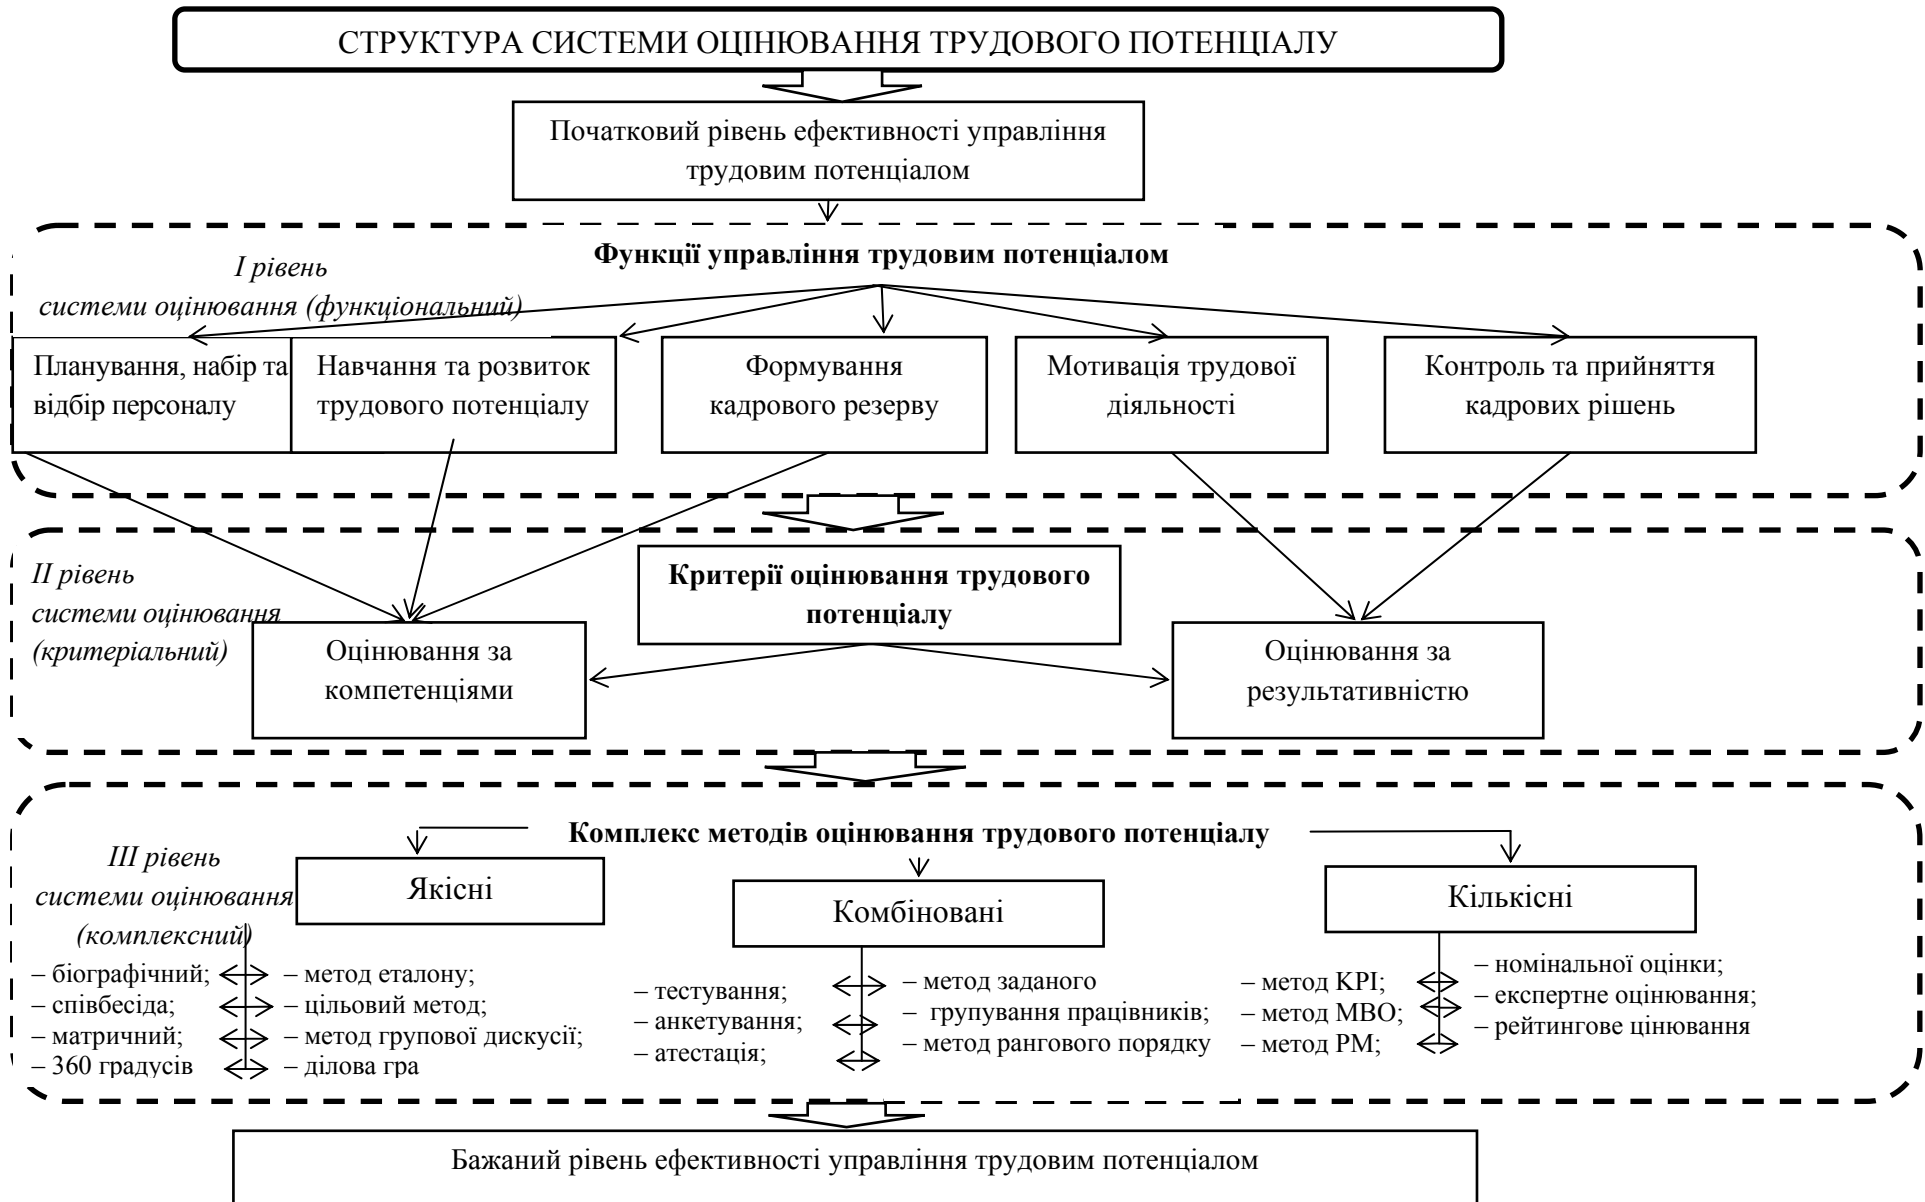 СТРУКТУРА СИСТЕМИ ОЦІНЮВАННЯ ТРУДОВОГО ПОТЕНЦІАЛУ
Початковий рівень ефективності управління
трудовим потенціалом
Функції управління трудовим потенціалом
І рівень
системи оцінювання (функціональний)
Планування, набір та
відбір персоналу
Навчання та розвиток
трудового потенціалу
Формування
кадрового резерву
Мотивація трудової
діяльності
Контроль та прийняття
кадрових рішень
ІІ рівень
системи оцінювання
(критеріальний)
Критерії оцінювання трудового
потенціалу
Оцінювання за
компетенціями
Оцінювання за
результативністю
Комплекс методів оцінювання трудового потенціалу
ІІІ рівень
системи оцінювання
(комплексний)
Якісні
Комбіновані
Кількісні
– біографічний;
– співбесіда;
– матричний;
– 360 градусів
– метод еталону;
– цільовий метод;
– метод групової дискусії;
– ділова гра
– тестування;
– анкетування;
– атестація;
– метод заданого
групування працівників;
– метод рангового порядку
– метод KPI;
– метод МВО;
– метод РМ;
– номінальної оцінки;
– експертне оцінювання;
– рейтингове цінювання
Бажаний рівень ефективності управління трудовим потенціалом